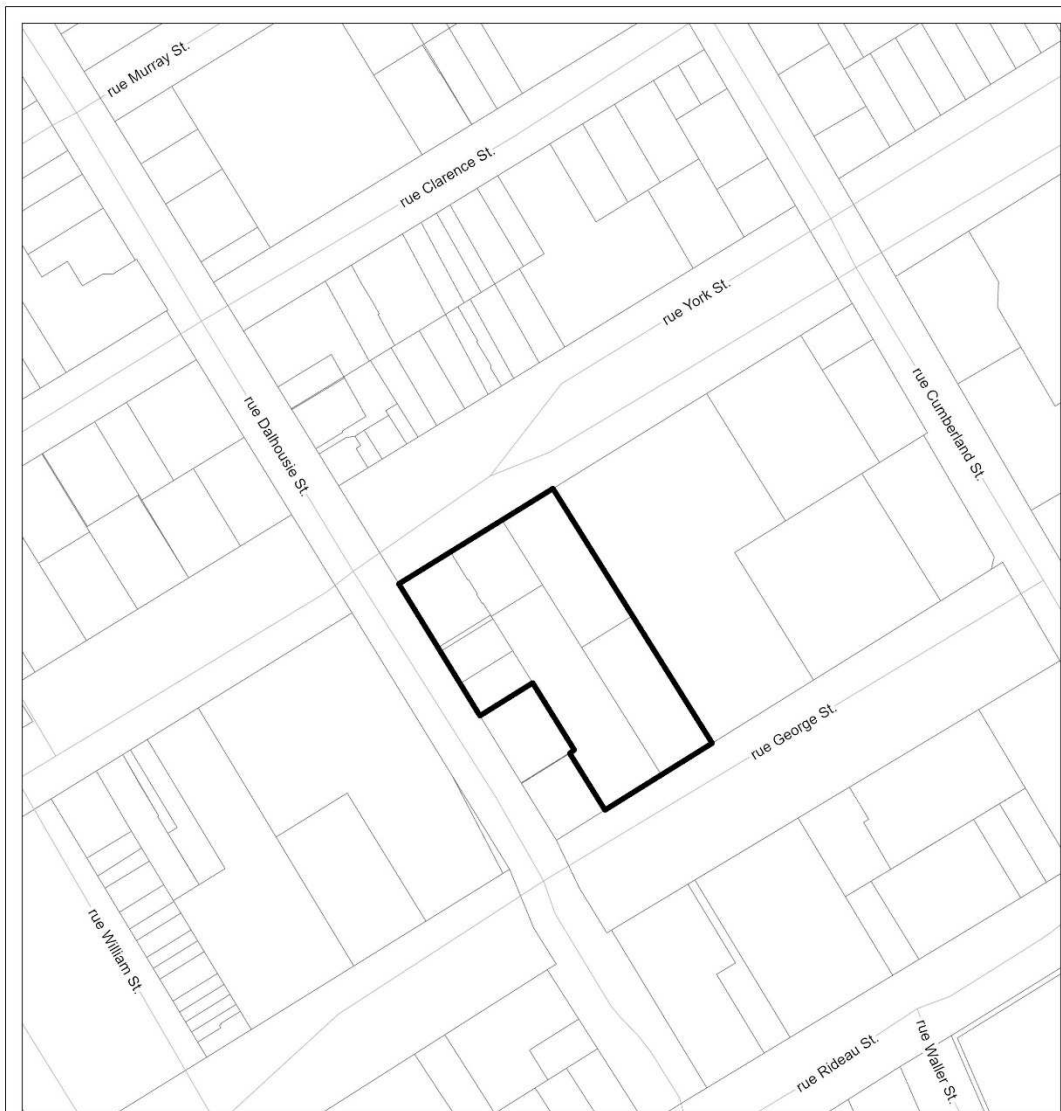 rue Murray St.
rue Clarence St.
rue York St.
rue Dalhousie St.
rue Cumberland St.
rue George St.
rue William St.
rue Rideau St.
rue Waller St.